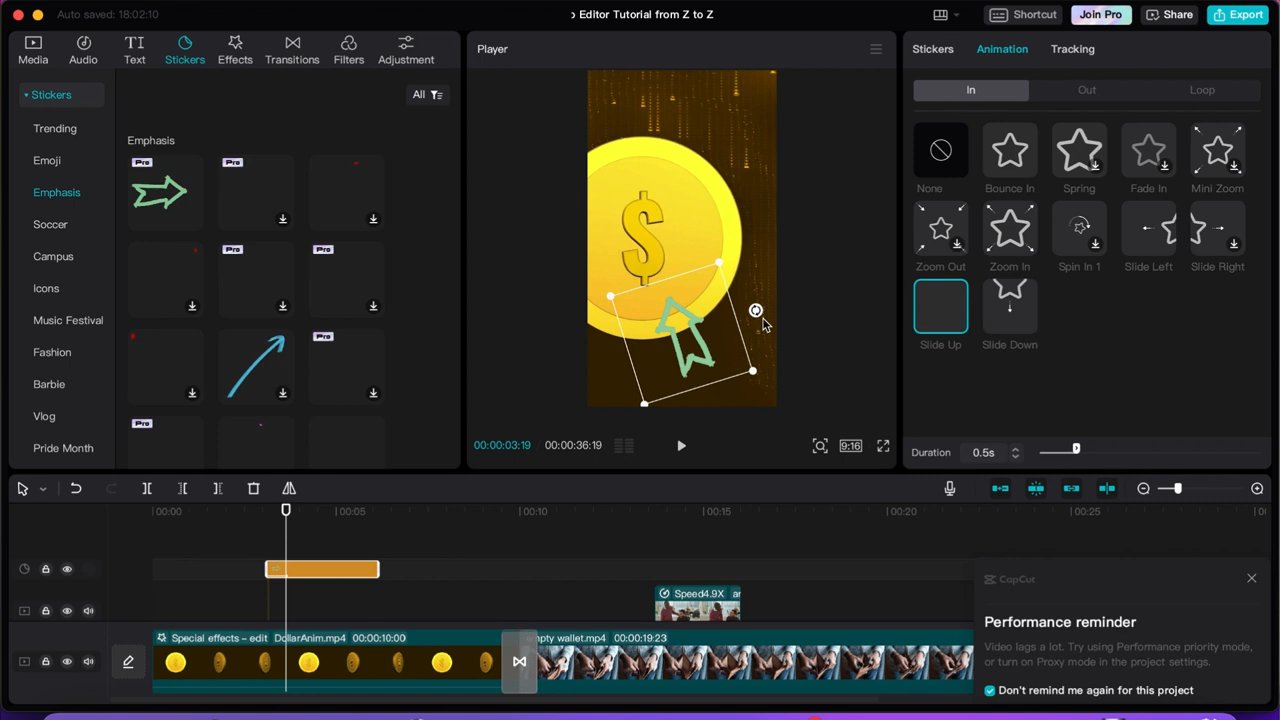 Auto saved: 18:02:10
Editor Tutorial from Z to Z
Shortcut
Join Pro
Share
Export
Media
Audio
Text
Stickers
Effects
Transitions
Filters
Adjustment
Stickers
Trending
Emoji
Emphasis
Soccer
Campus
Icons
Music Festival
Fashion
Barbie
Vlog
Pride Month
All
Emphasis
Pro
Pro
Pro
Pro
Pro
Pro
Player
$
00:00:03:19
00:00:36:19
9:16
Stickers
Animation
Tracking
In
Out
Loop
None
Bounce In
Spring
Fade In
Mini Zoom
Zoom Out
Zoom In
Spin In 1
Slide Left
Slide Right
Slide Up
Slide Down
Duration
0.5s
00:00
00:05
00:10
00:15
00:20
00:25
Speed4.9X
Special effects – edit DollarAnim.mp4 00:00:10:00
empty wallet.mp4 00:00:19:23
CapCut
Performance reminder
Video lags a lot. Try using Performance priority mode,
or turn on Proxy mode in the project settings.
Don't remind me again for this project